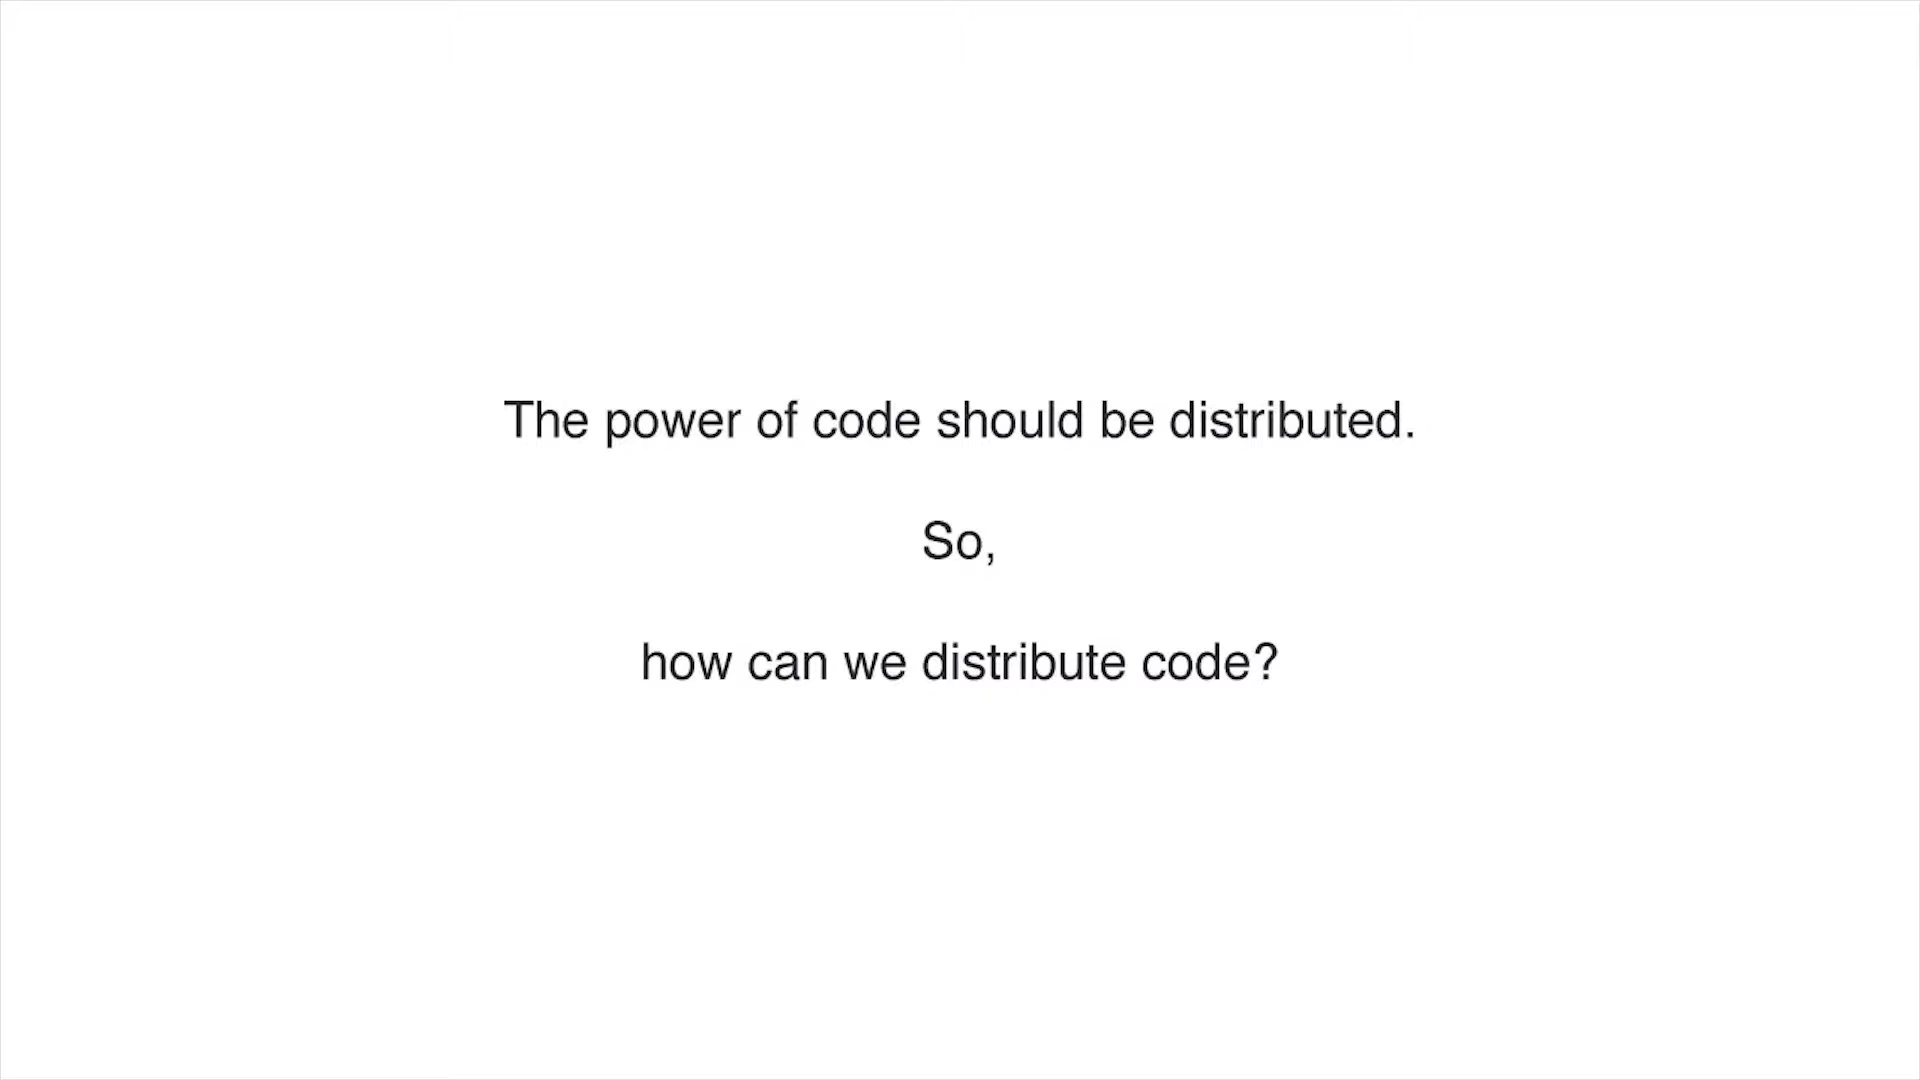 The power of code should be distributed.
So,
how can we distribute code?